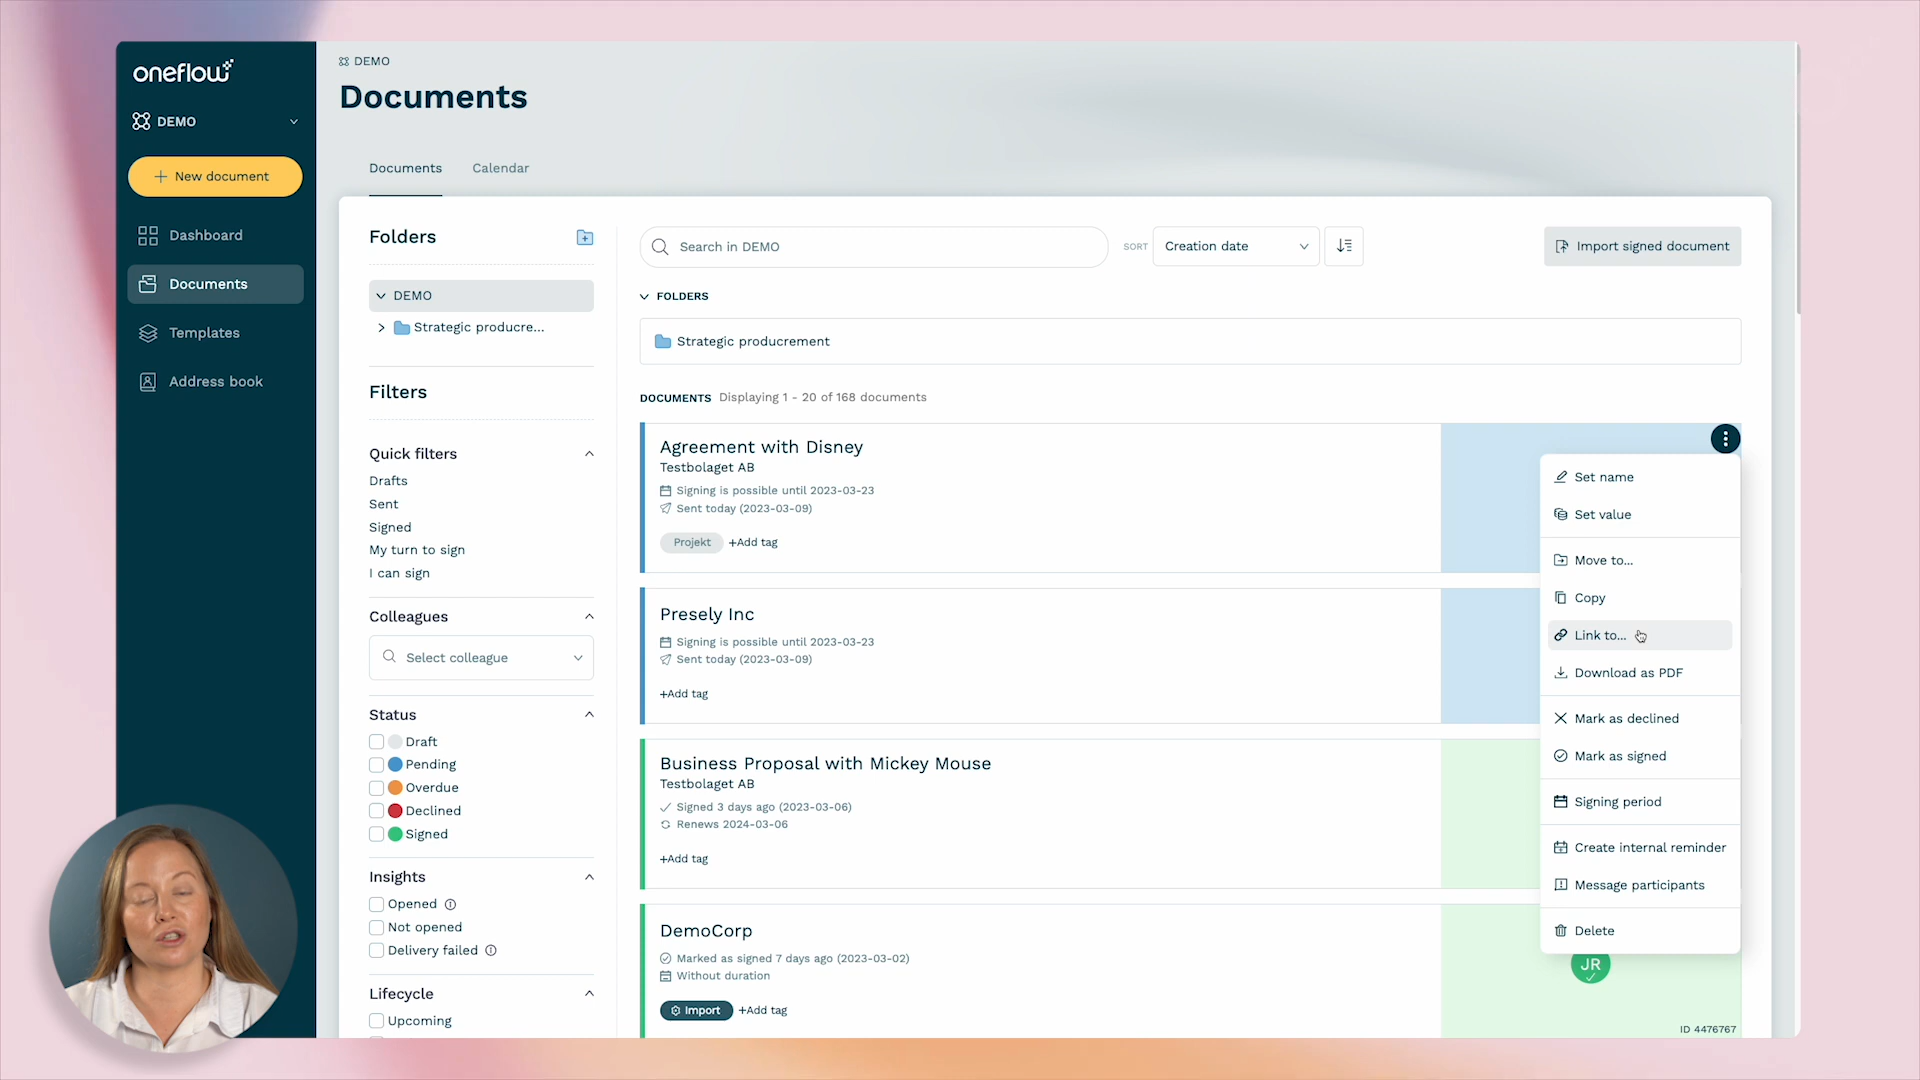 oneflow
DEMO
New document
Dashboard
Documents
Templates
Address book
DEMO
Documents
Documents
Calendar
Folders
DEMO
Strategic producre...
Filters
Quick filters
Drafts
Sent
Signed
My turn to sign
I can sign
Colleagues
Select colleague
Status
Draft
Pending
Overdue
Declined
Signed
Insights
Opened
Not opened
Delivery failed
Lifecycle
Upcoming
Search in DEMO
SORT
Creation date
Import signed document
FOLDERS
Strategic producrement
DOCUMENTS Displaying 1 - 20 of 168 documents
Agreement with Disney
Testbolaget AB
Signing is possible until 2023-03-23
Sent today (2023-03-09)
Projekt +Add tag
Presely Inc
Signing is possible until 2023-03-23
Sent today (2023-03-09)
+Add tag
Business Proposal with Mickey Mouse
Testbolaget AB
Signed 3 days ago (2023-03-06)
Renews 2024-03-06
+Add tag
DemoCorp
Marked as signed 7 days ago (2023-03-02)
Without duration
Import +Add tag
Set name
Set value
Move to...
Copy
Link to...
Download as PDF
Mark as declined
Mark as signed
Signing period
Create internal reminder
Message participants
Delete
JR
ID 4476767